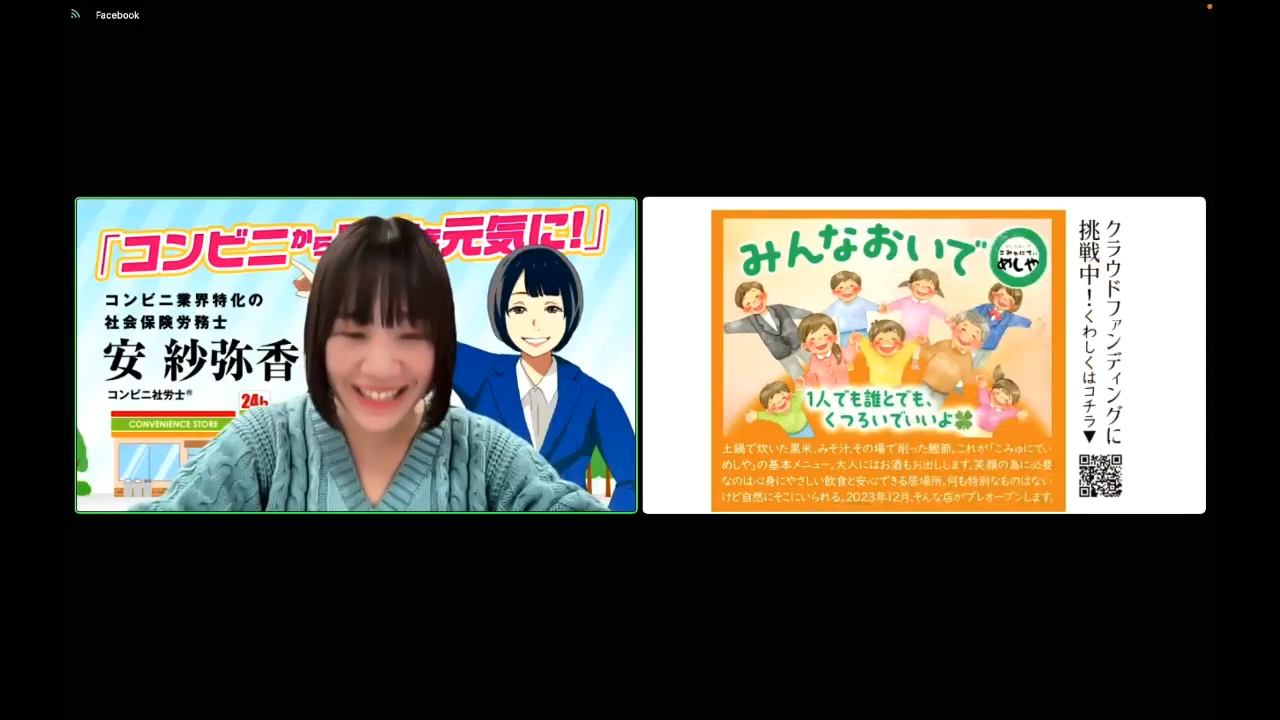 Facebook
「コンビニから 元気に!」
コンビニ業界特化の
社会保険労務士
安 紗弥香
コンビニ社労士®
24h
CONVENIENCE STORE
みんなおいで
こみゅにてぃ
めしや
1人でも誰とでも、
くつろいでいいよ
土鍋で炊いた黒米、みそ汁、その場で削った鰹節。これが「こみゅにてぃ
めしや」の基本メニュー。大人にはお酒もお出しします。笑顔の為に必要
なのは心身にやさしい飲食と安心できる居場所。何も特別なものはない
けど自然にそこにいられる。2023年12月、そんな店がプレオープンします。
クラウドファンディングに
挑戦中!くわしくはコチラ▼